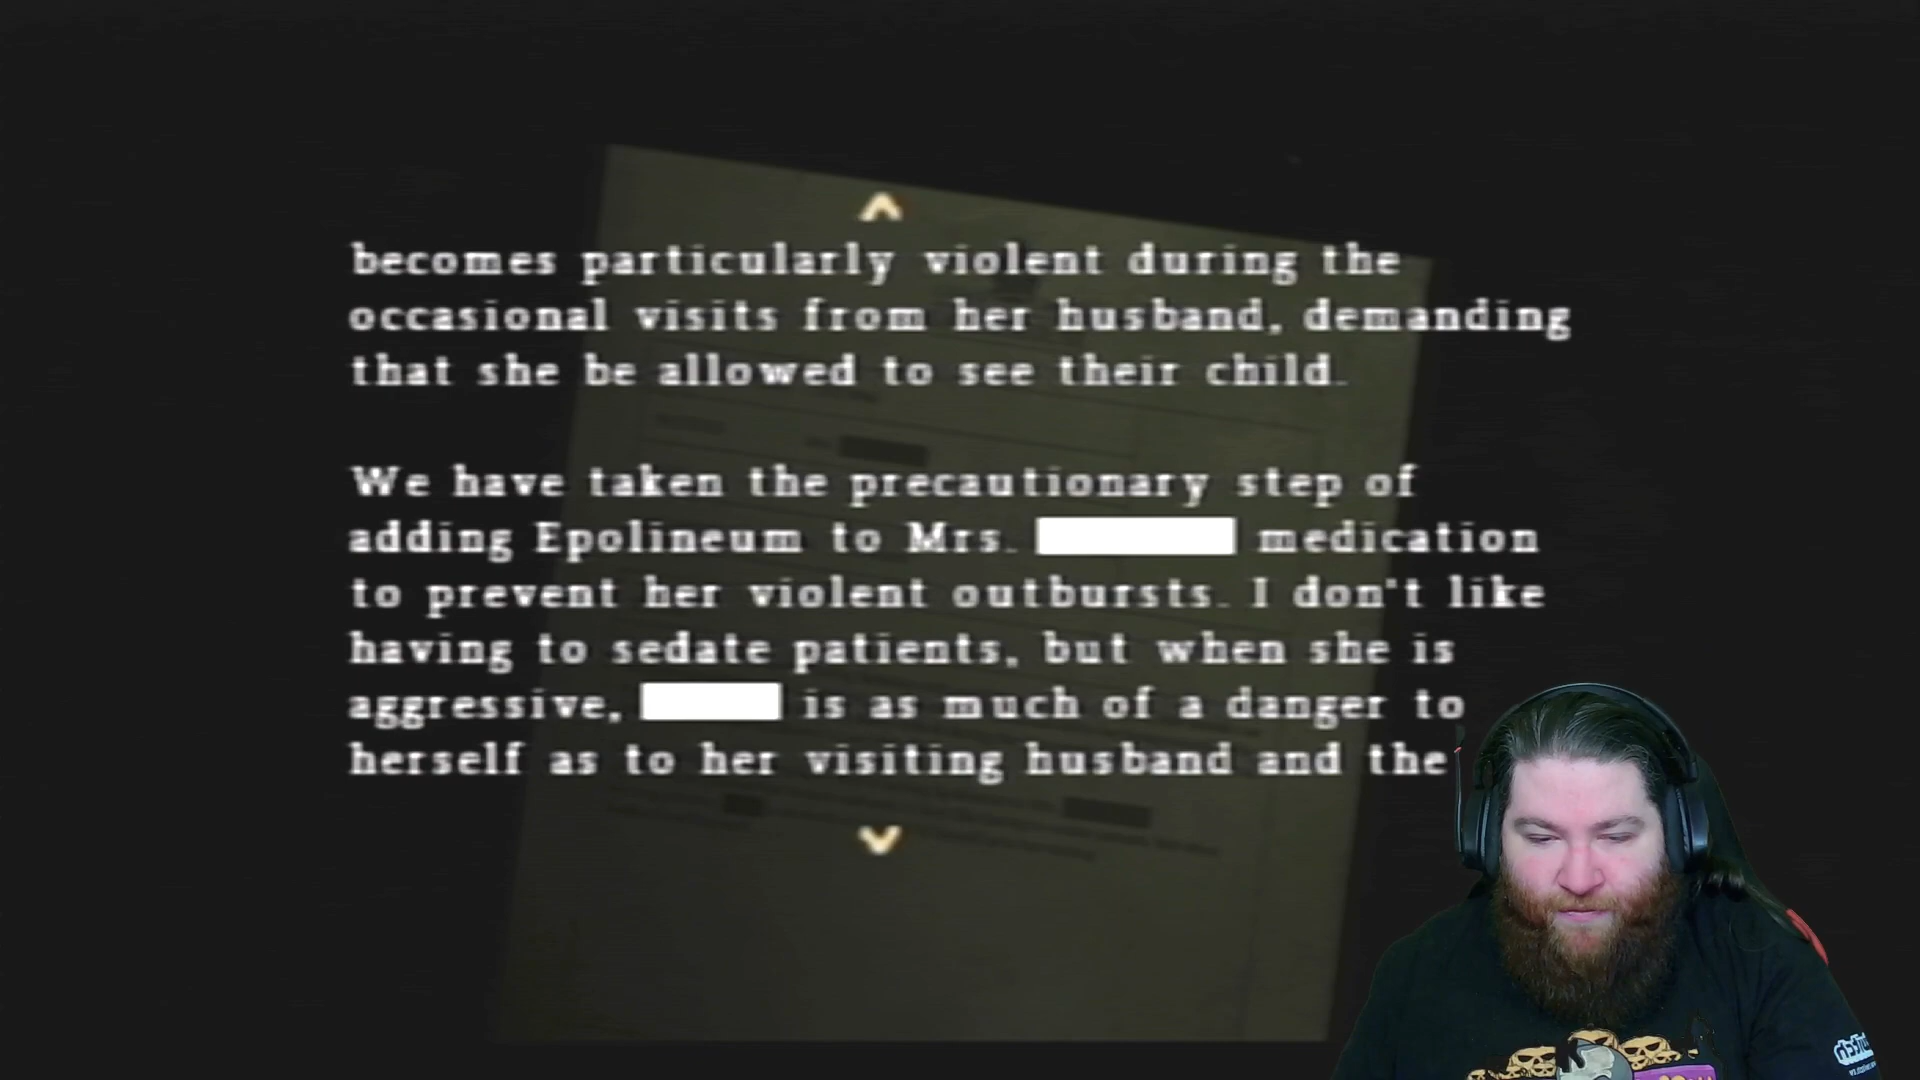 becomes particularly violent during the
occasional visits from her husband, demanding
that she be allowed to see their child.
We have taken the precautionary step of
adding Epolineum to Mrs. medication
to prevent her violent outbursts. I don't like
having to sedate patients, but when she is
aggressive, is as much of a danger to
herself as to her visiting husband and the